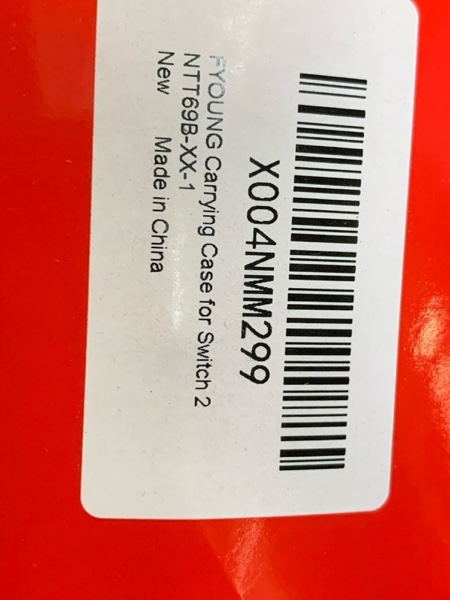 X004NMM299
FYOUNG Carrying Case for Switch 2
NTT69B-XX-1
New Made in China